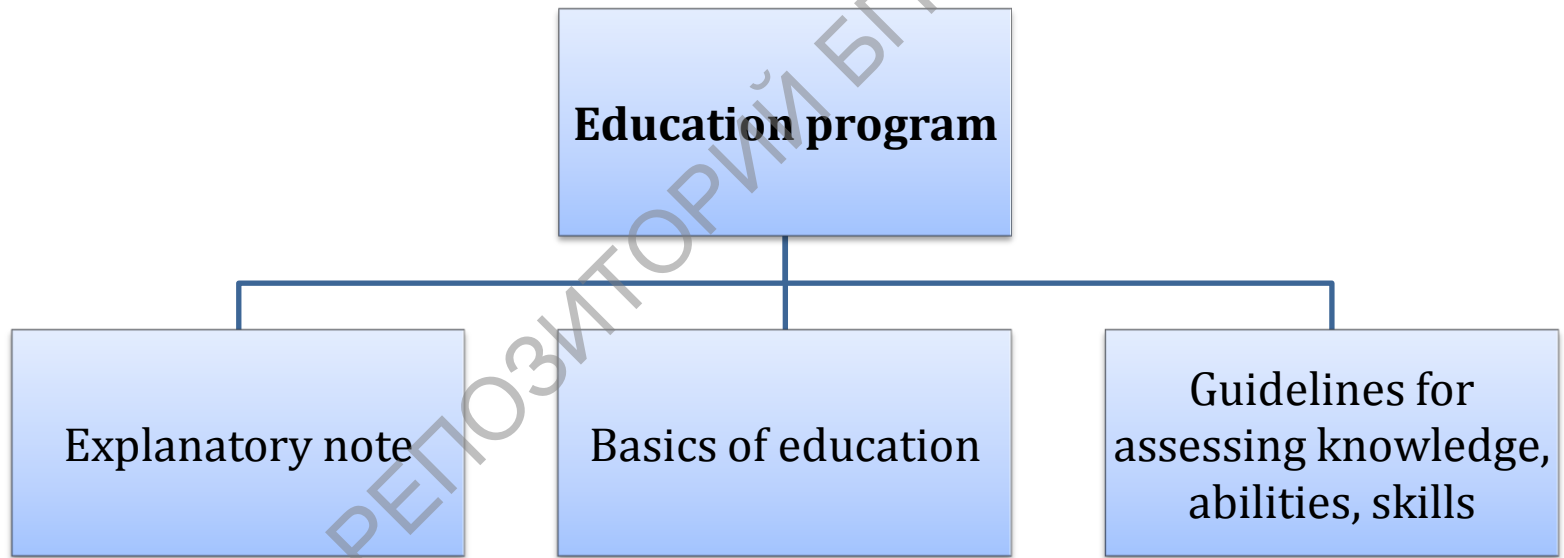 Education program
Explanatory note
Basics of education
Guidelines for
assessing knowledge,
abilities, skills
РЕПОЗИТОРИЙ